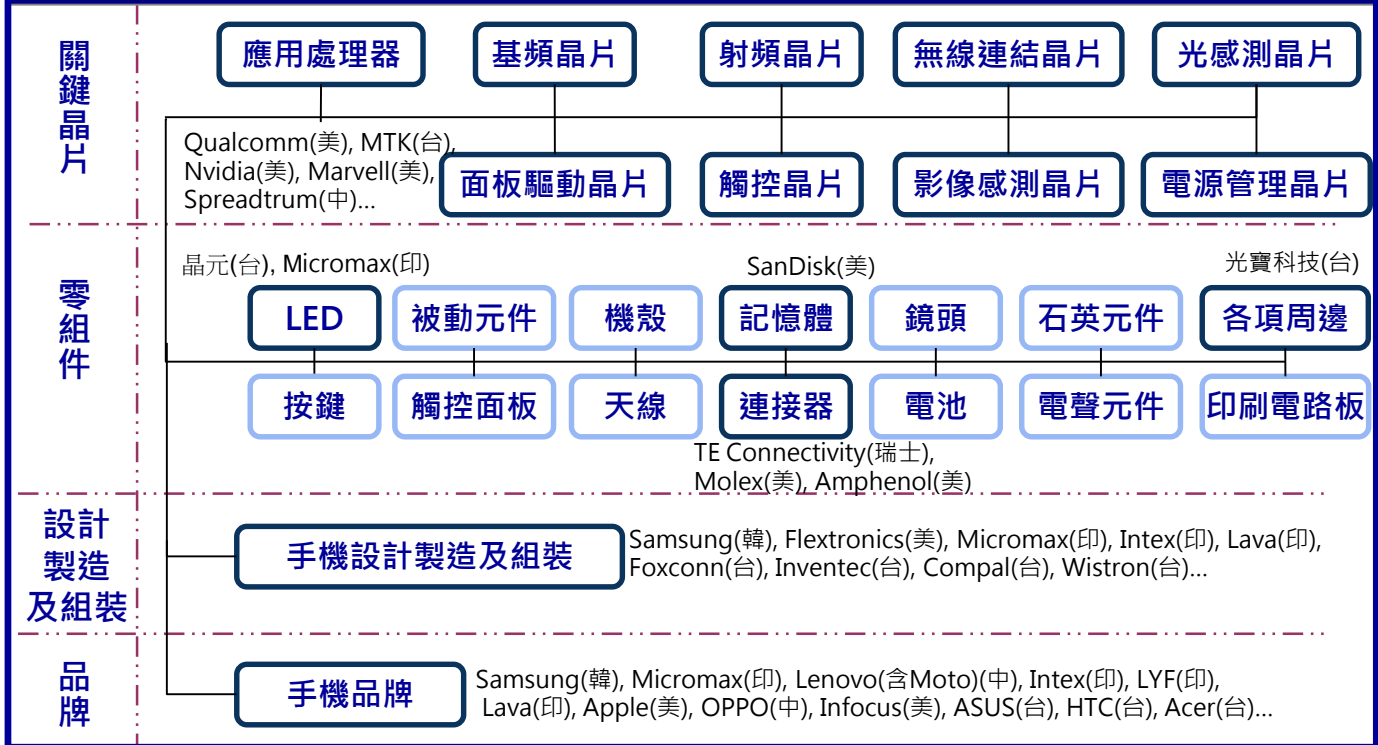 關鍵晶片
應用處理器
基頻晶片
射頻晶片
無線連結晶片
光感測晶片
Qualcomm(美), MTK(台),
Nvidia(美), Marvell(美),
Spreadtrum(中)...
面板驅動晶片
觸控晶片
影像感測晶片
電源管理晶片
零組件
晶元(台), Micromax(印)
SanDisk(美)
光寶科技(台)
LED
被動元件
機殼
記憶體
鏡頭
石英元件
各項周邊
按鍵
觸控面板
天線
連接器
電池
電聲元件
印刷電路板
TE Connectivity(瑞士),
Molex(美), Amphenol(美)
設計
製造
及組裝
手機設計製造及組裝
Samsung(韓), Flextronics(美), Micromax(印), Intex(印), Lava(印),
Foxconn(台), Inventec(台), Compal(台), Wistron(台)...
品牌
手機品牌
Samsung(韓), Micromax(印), Lenovo(含Moto)(中), Intex(印), LYF(印),
Lava(印), Apple(美), OPPO(中), Infocus(美), ASUS(台), HTC(台), Acer(台)...